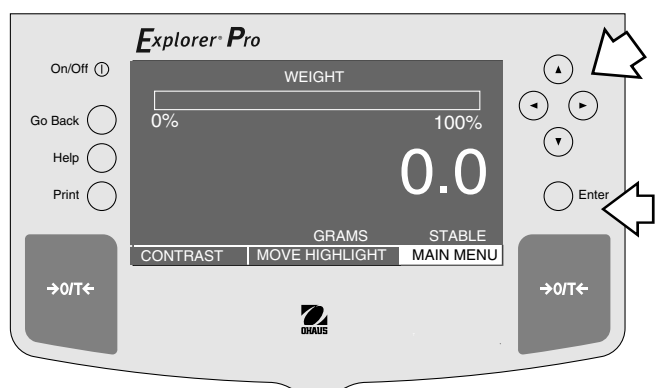 Explorer® Pro
On/Off
WEIGHT
0% 100%
Go Back
Help
Print
0.0
Enter
GRAMS STABLE
CONTRAST MOVE HIGHLIGHT MAIN MENU
→0/T← →0/T←
OHAUS